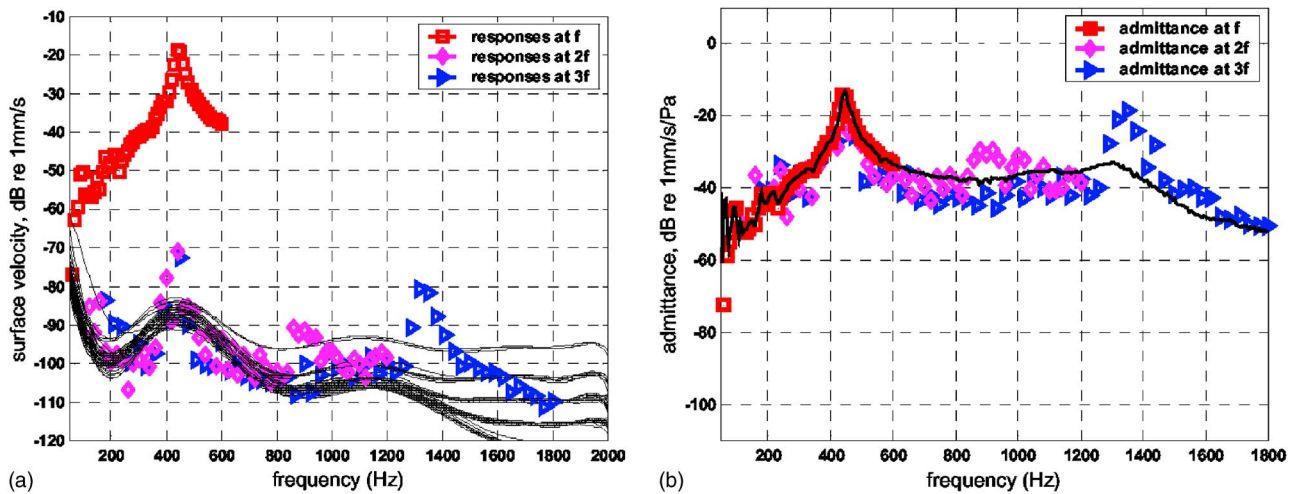 -10
-20
-30
-40
-50
-60
-70
-80
-90
-100
-110
-120
surface velocity, dB re 1mm/s
responses at f
responses at 2f
responses at 3f
200 400 600 800 1000 1200 1400 1600 1800 2000
frequency (Hz)
(a)
0
-20
-40
-60
-80
-100
admittance, dB re 1mm/s/Pa
admittance at f
admittance at 2f
admittance at 3f
200 400 600 800 1000 1200 1400 1600 1800
frequency (Hz)
(b)